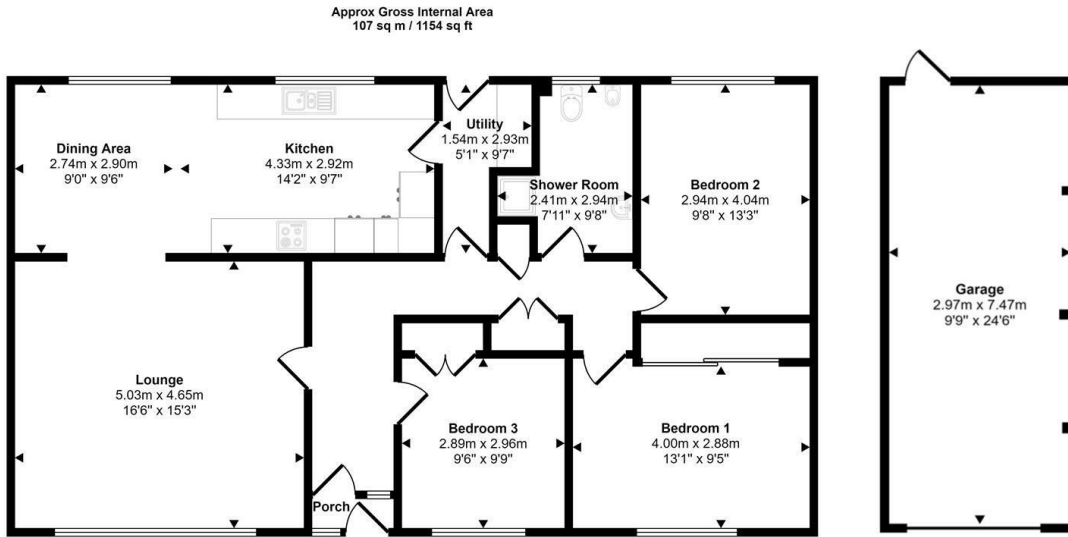 Approx Gross Internal Area
107 sq m / 1154 sq ft
Dining Area
2.74m x 2.90m
9'0" x 9'6"
Kitchen
4.33m x 2.92m
14'2" x 9'7"
Utility
1.54m x 2.93m
5'1" x 9'7"
Shower Room
2.41m x 2.94m
7'11" x 9'8"
Bedroom 2
2.94m x 4.04m
9'8" x 13'3"
Garage
2.97m x 7.47m
9'9" x 24'6"
Lounge
5.03m x 4.65m
16'6" x 15'3"
Bedroom 3
2.89m x 2.96m
9'6" x 9'9"
Bedroom 1
4.00m x 2.88m
13'1" x 9'5"
Porch